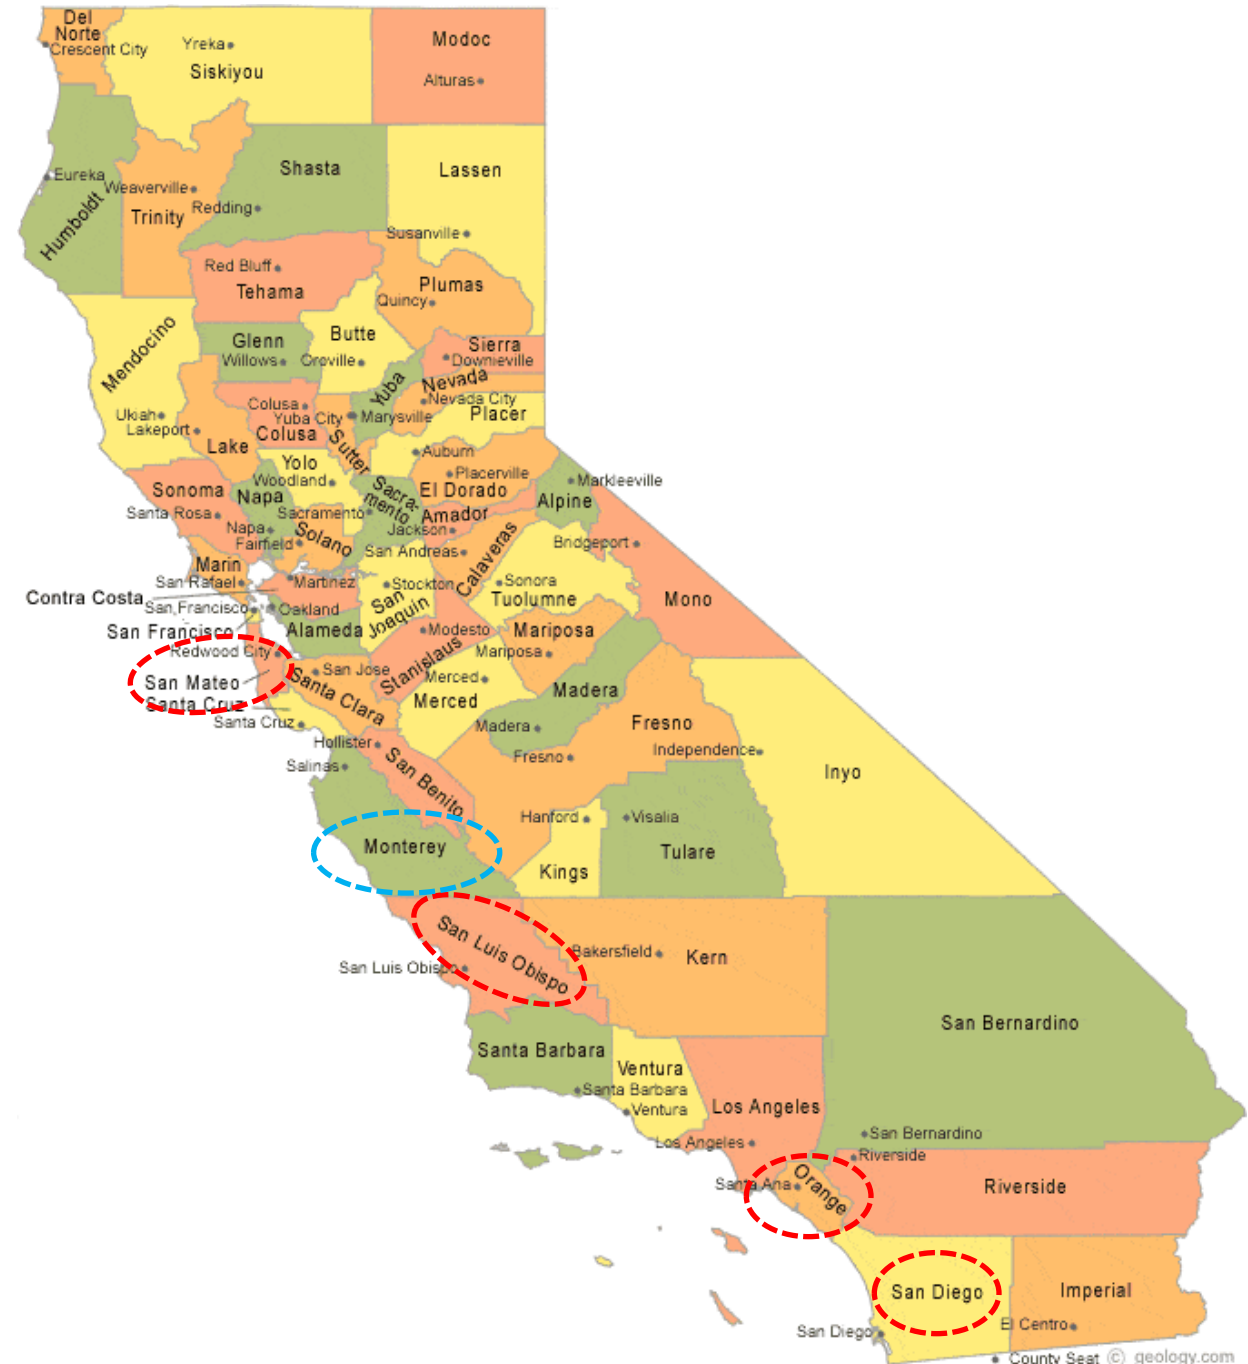 Del
Norte
Crescent City
Yreka
Siskiyou
Modoc
Alturas
Eureka
Humboldt
Weaverville
Trinity
Redding
Shasta
Lassen
Susanville
Red Bluff
Tehama
Plumas
Quincy
Mendocino
Glenn
Willows
Butte
Oroville
Sierra
Downieville
Yuba
Nevada
Nevada City
Placer
Colusa
Yuba City
Colusa
Marysville
Sutter
Ukiah
Lakeport
Lake
Auburn
Yolo
Woodland
Placerville
El Dorado
Markleeville
Alpine
Sonoma
Napa
Santa Rosa
Sacramento
Sacra-
mento
Amador
Jackson
Napa
Fairfield
Solano
San Andreas
Calaveras
Bridgeport
Marin
San Rafael
Martinez
Stockton
San
Joaquin
Sonora
Tuolumne
Mono
Contra Costa
San Francisco
Oakland
San Francisco
Alameda
Modesto
Stanislaus
Mariposa
Mariposa
Redwood City
San Jose
Santa Clara
San Mateo
Santa Cruz
Santa Cruz
Merced
Merced
Madera
Madera
Fresno
Fresno
Independence
Inyo
Hollister
Salinas
San Benito
Hanford
Visalia
Monterey
Kings
Tulare
San Luis Obispo
San Luis Obispo
Bakersfield
Kern
San Bernardino
Santa Barbara
Ventura
Santa Barbara
Ventura
Los Angeles
Los Angeles
San Bernardino
Riverside
Riverside
Santa Ana
Orange
San Diego
Imperial
San Diego
El Centro
County Seat © geology.com